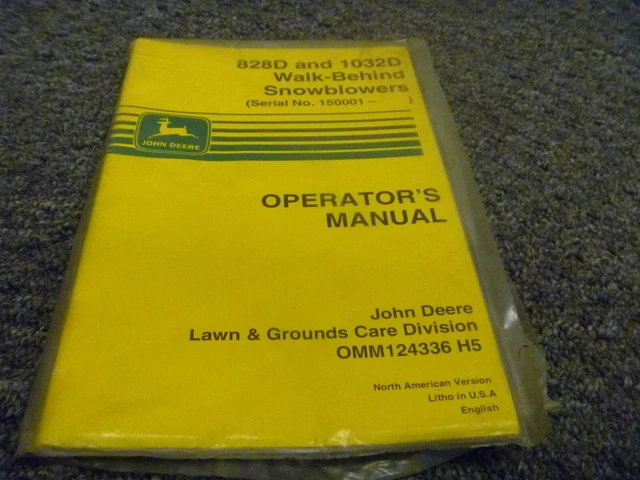 828D and 1032D
Walk-Behind
Snowblowers
(Serial No. 150001 – )
JOHN DEERE
OPERATOR'S
MANUAL
John Deere
Lawn & Grounds Care Division
OMM124336 H5
North American Version
Litho in U.S.A
English